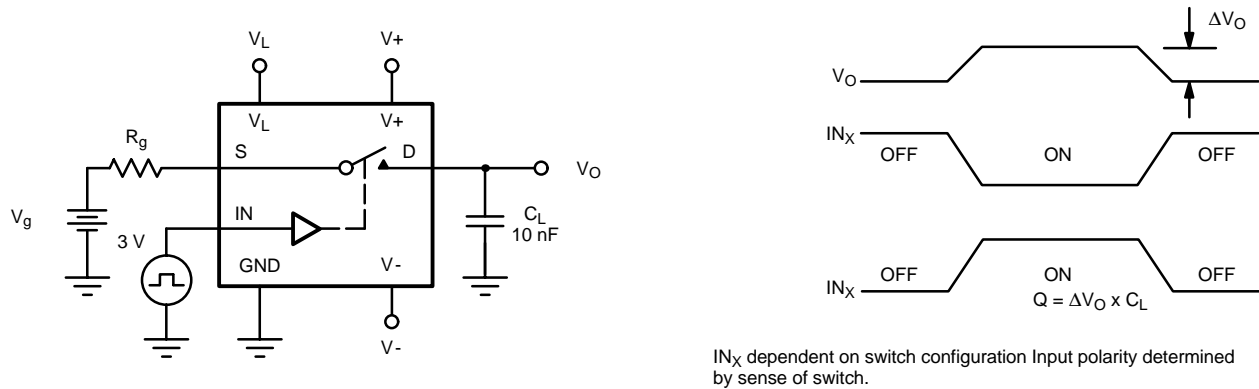 V_L
V+
V_L
V+
R_g
S
D
V_O
V_g
3 V
IN
C_L
10 nF
GND
V-
V-
ΔV_O
V_O
IN_X
OFF
ON
OFF
IN_X
OFF
ON
OFF
Q = ΔV_O x C_L
IN_X dependent on switch configuration Input polarity determined
by sense of switch.